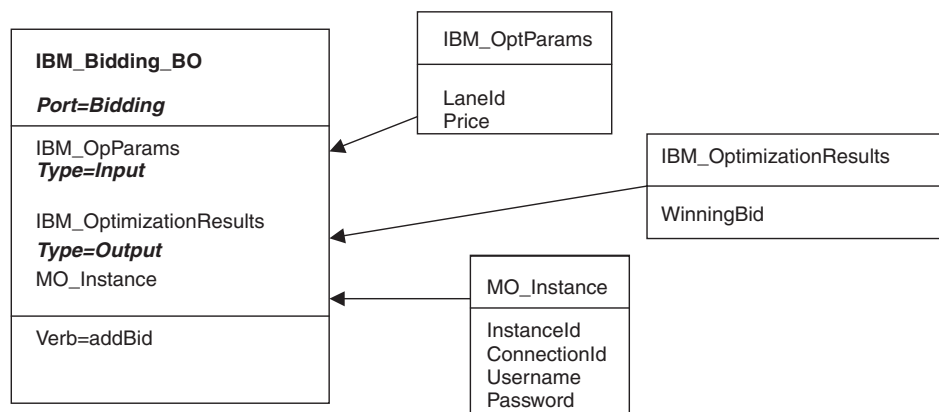 IBM_Bidding_BO
Port=Bidding
IBM_OpParams
Type=Input
IBM_OptimizationResults
Type=Output
MO_Instance
Verb=addBid
IBM_OptParams
LaneId
Price
IBM_OptimizationResults
WinningBid
MO_Instance
InstanceId
ConnectionId
Username
Password